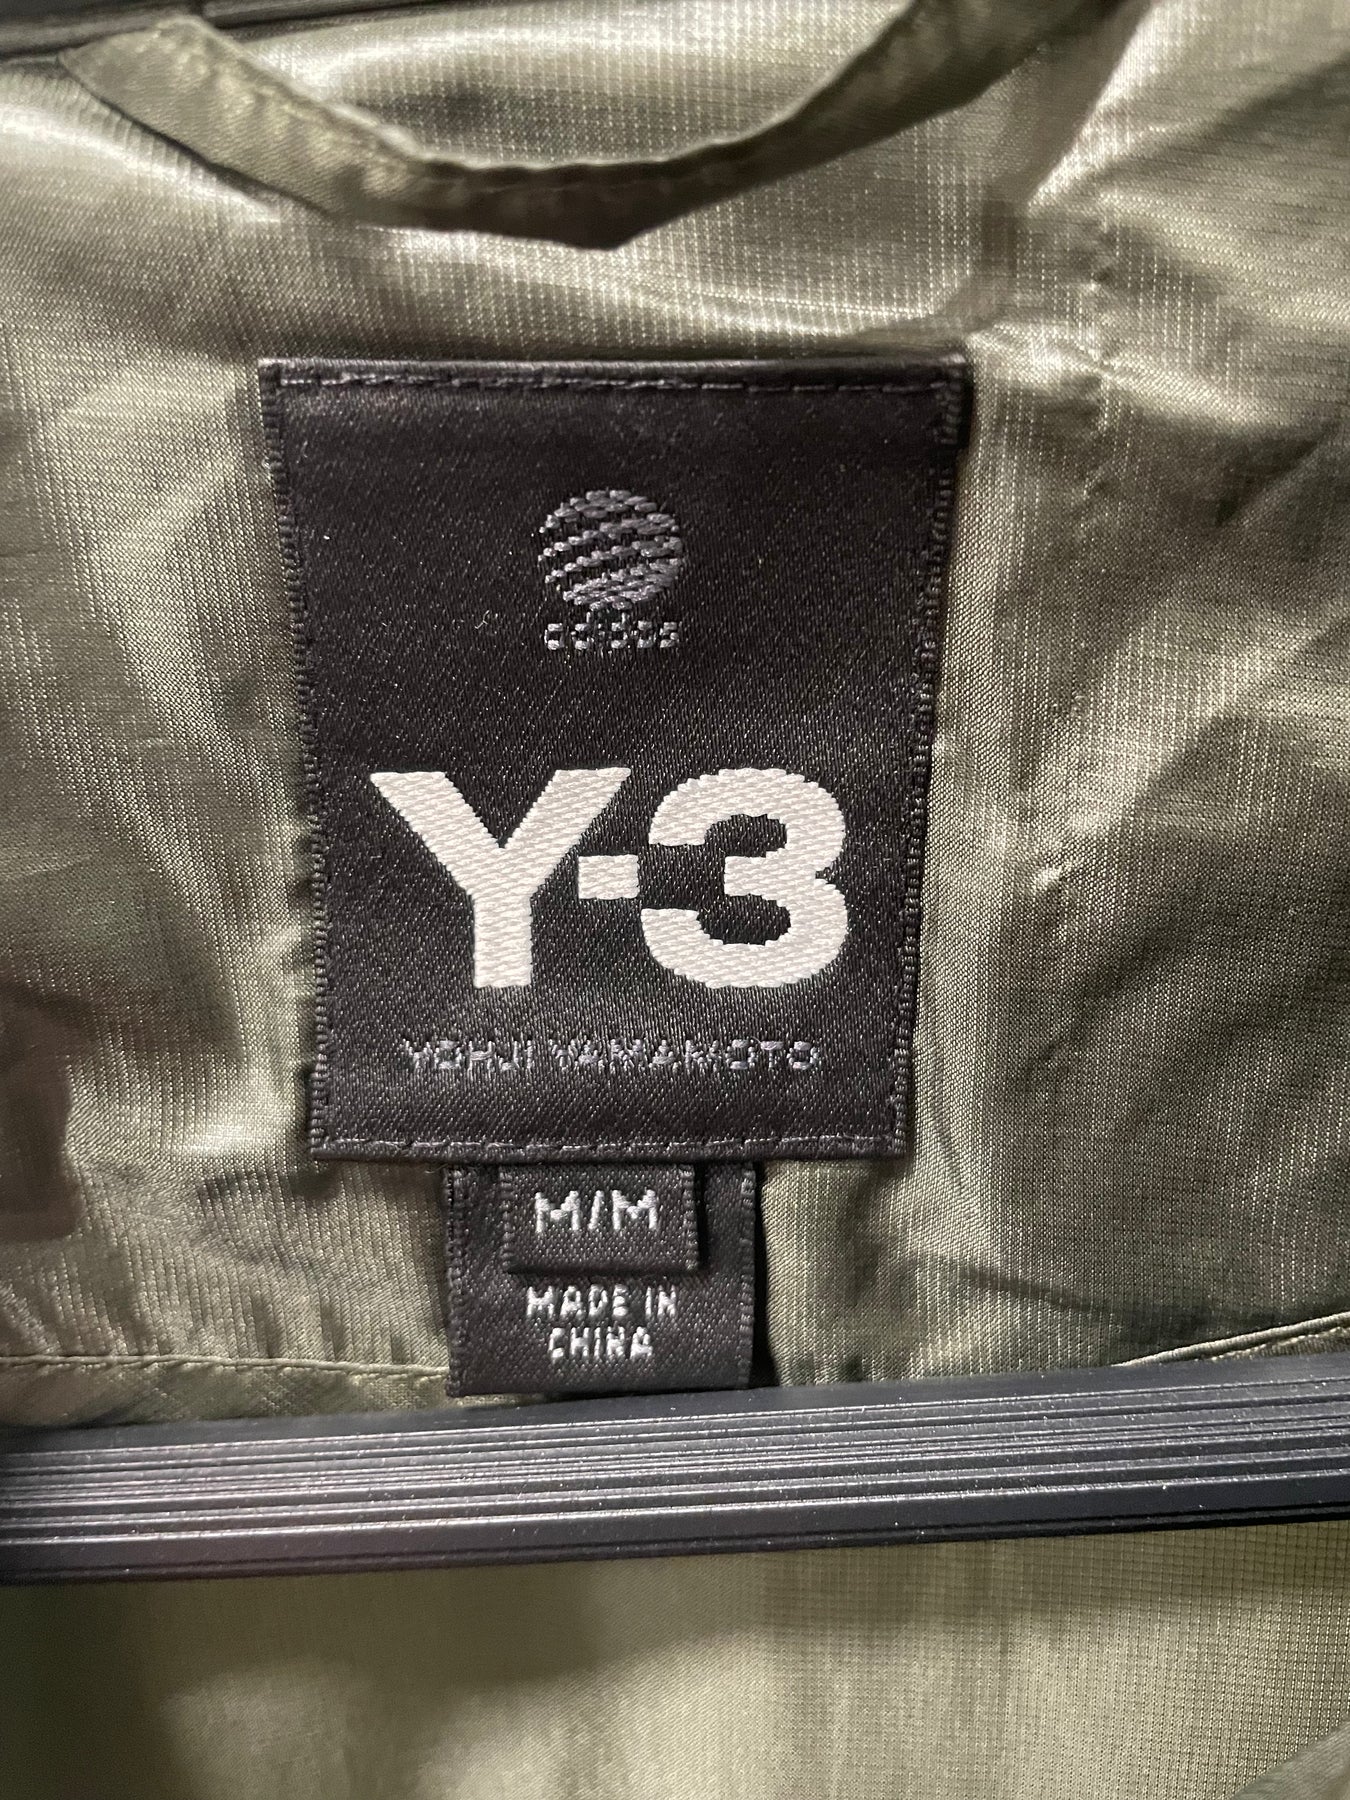 adidas
Y-3
YOHJI YAMAMOTO
M/M
MADE IN
CHINA